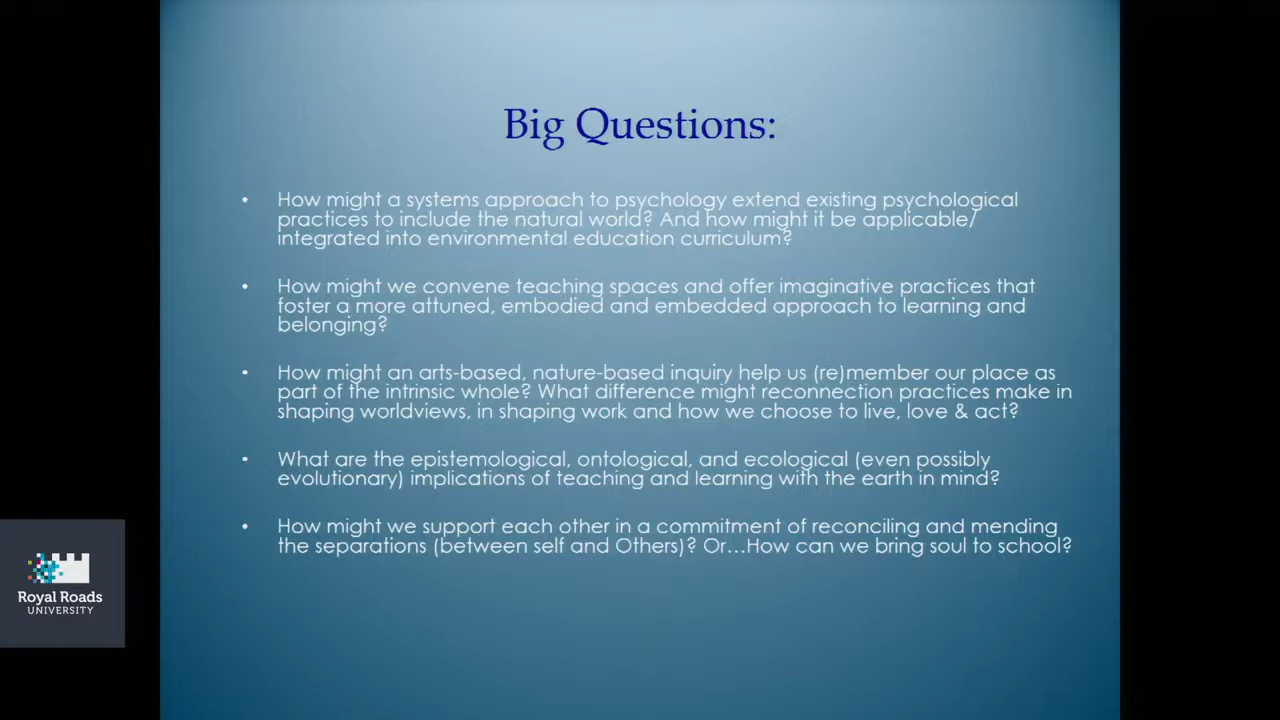 Big Questions:
• How might a systems approach to psychology extend existing psychological
practices to include the natural world? And how might it be applicable/
integrated into environmental education curriculum?
• How might we convene teaching spaces and offer imaginative practices that
foster a more attuned, embodied and embedded approach to learning and
belonging?
• How might an arts-based, nature-based inquiry help us (re)member our place as
part of the intrinsic whole? What difference might reconnection practices make in
shaping worldviews, in shaping work and how we choose to live, love & act?
• What are the epistemological, ontological, and ecological (even possibly
evolutionary) implications of teaching and learning with the earth in mind?
• How might we support each other in a commitment of reconciling and mending
the separations (between self and Others)? Or…How can we bring soul to school?
Royal Roads
UNIVERSITY